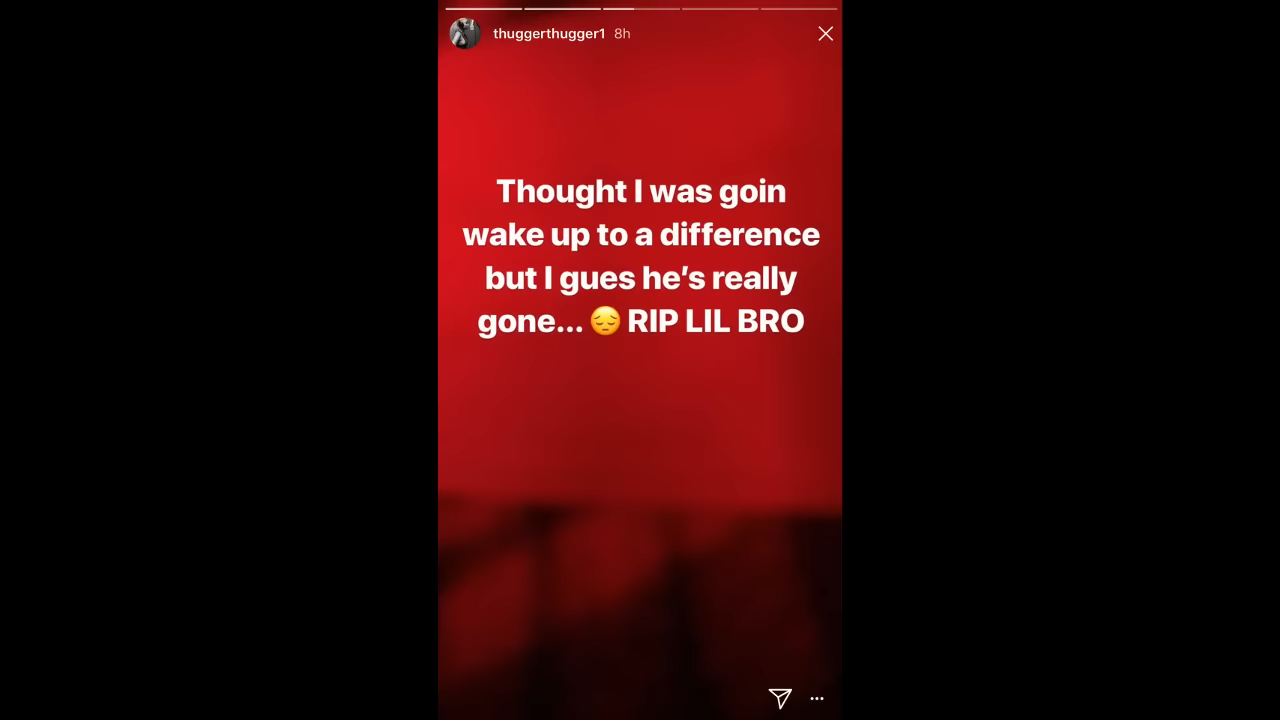 thuggerthugger1 8h
Thought I was goin
wake up to a difference
but I gues he's really
gone... 😔 RIP LIL BRO